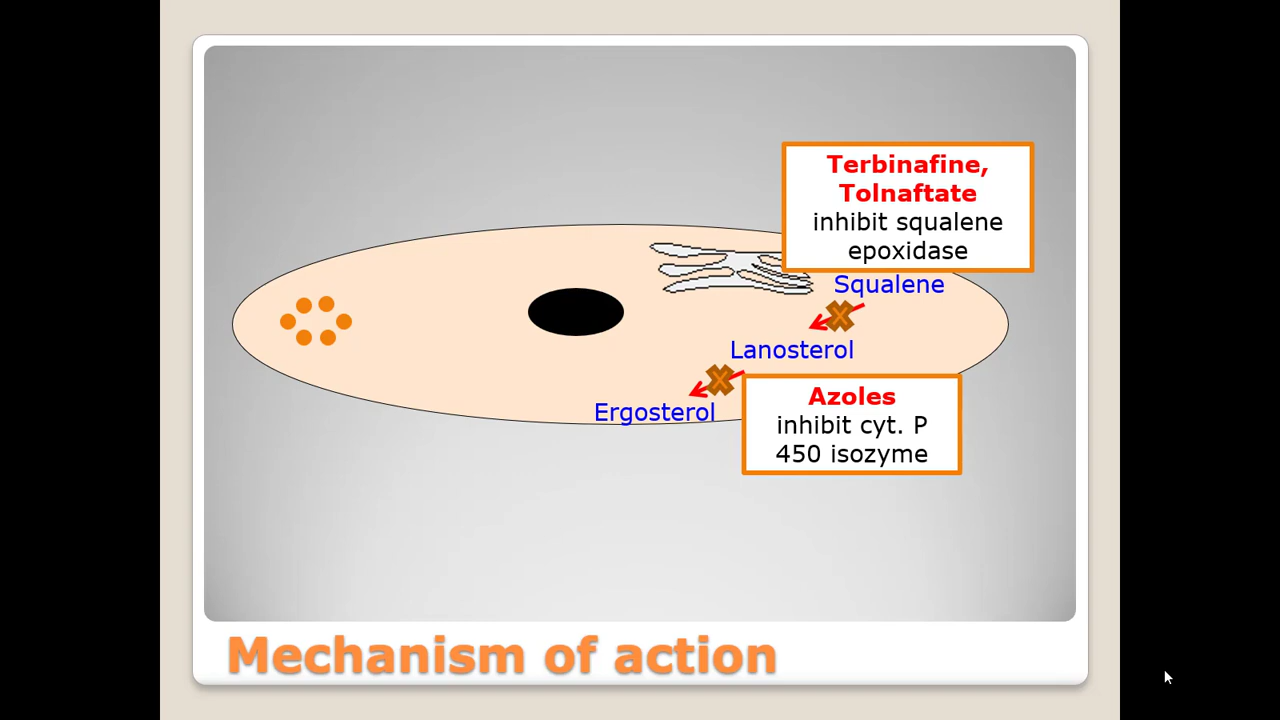 Terbinafine,
Tolnaftate
inhibit squalene
epoxidase
Squalene
Lanosterol
Ergosterol
Azoles
inhibit cyt. P
450 isozyme
Mechanism of action